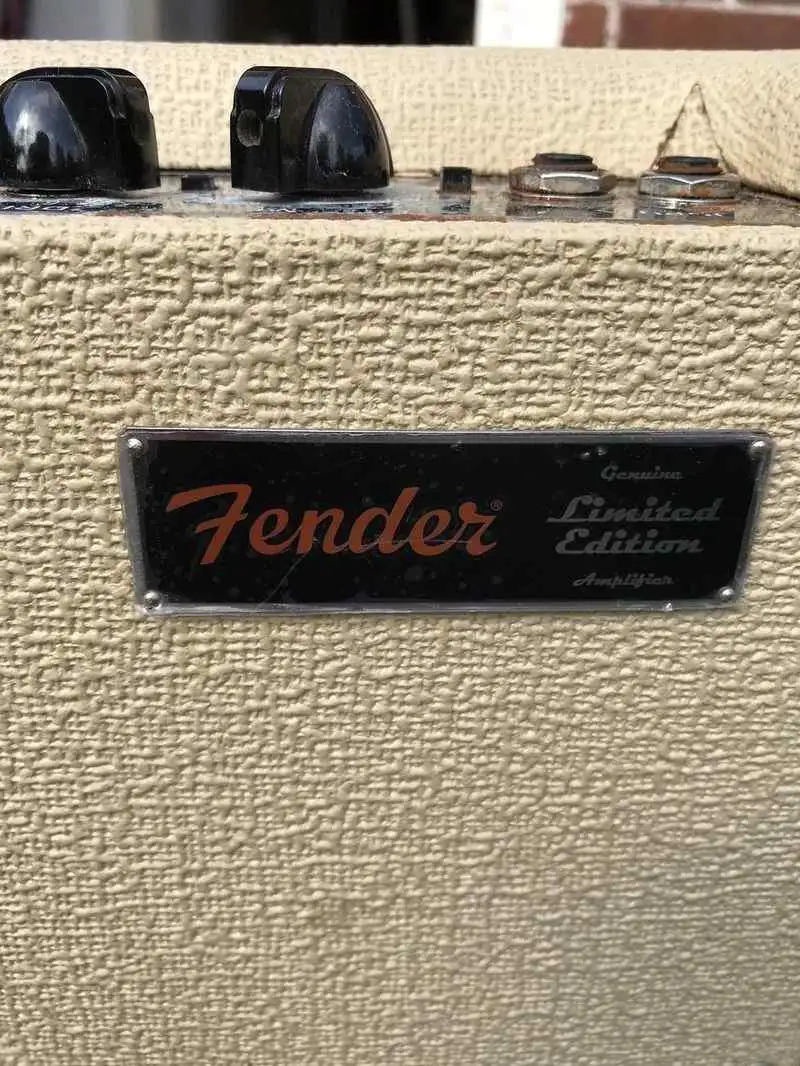 Fender®
Genuine
Limited
Edition
Amplifier